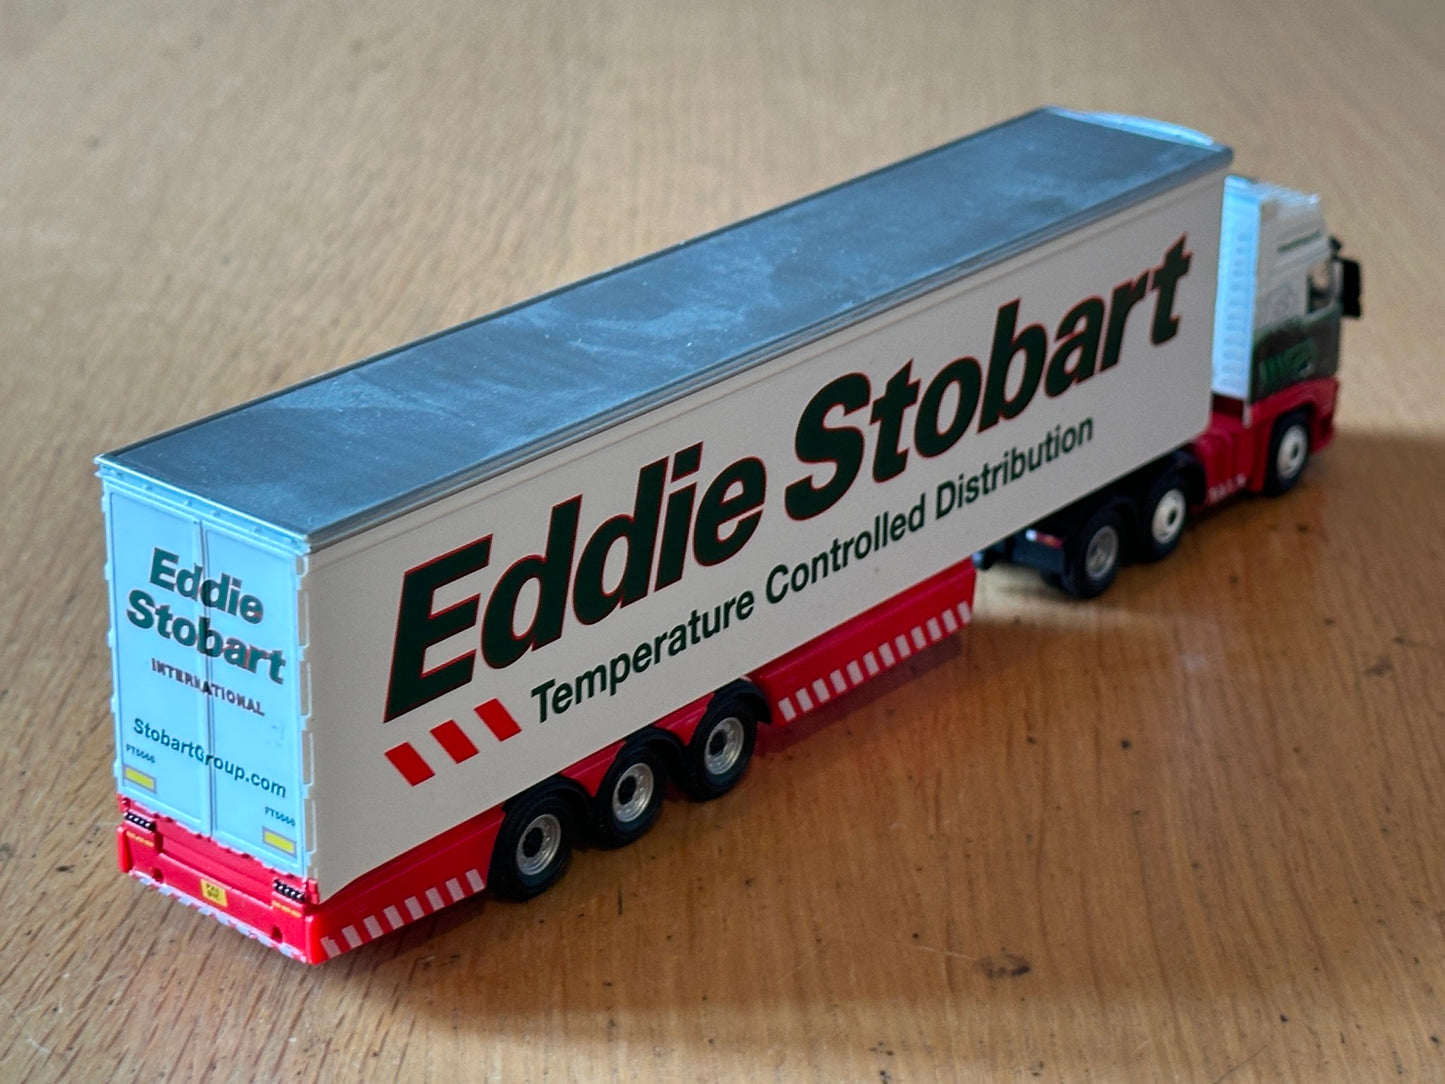 Eddie Stobart
Temperature Controlled Distribution
Eddie
Stobart
INTERNATIONAL
StobartGroup.com